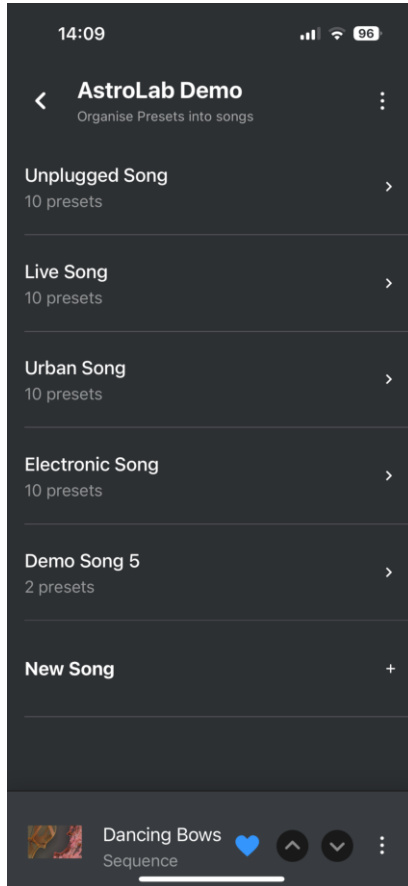 14:09
96
AstroLab Demo
Organise Presets into songs
Unplugged Song
10 presets
Live Song
10 presets
Urban Song
10 presets
Electronic Song
10 presets
Demo Song 5
2 presets
New Song
+
Dancing Bows
Sequence